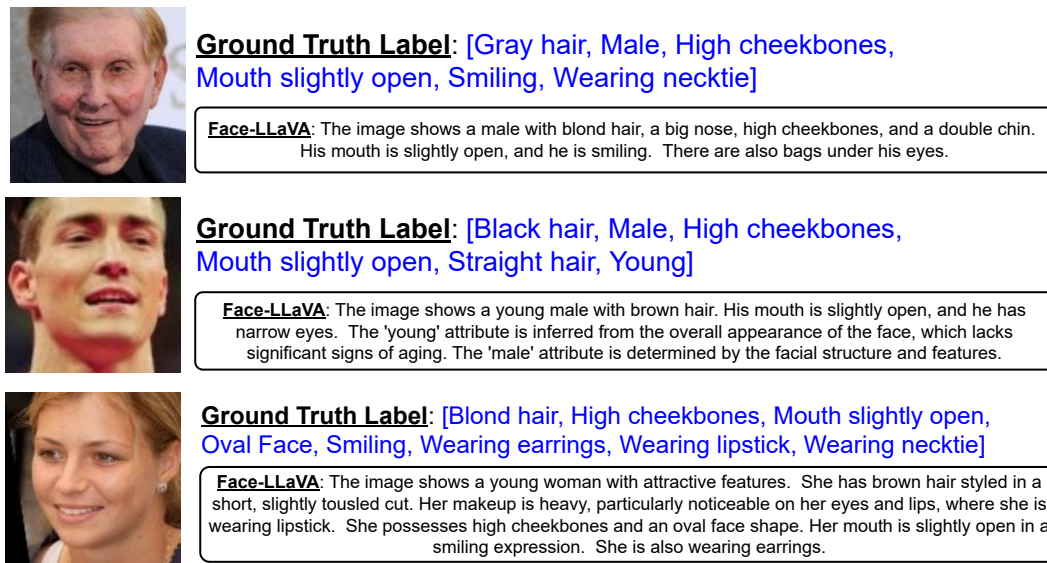 Ground Truth Label: [Gray hair, Male, High cheekbones,
Mouth slightly open, Smiling, Wearing necktie]
Face-LLaVA: The image shows a male with blond hair, a big nose, high cheekbones, and a double chin.
His mouth is slightly open, and he is smiling. There are also bags under his eyes.
Ground Truth Label: [Black hair, Male, High cheekbones,
Mouth slightly open, Straight hair, Young]
Face-LLaVA: The image shows a young male with brown hair. His mouth is slightly open, and he has
narrow eyes. The 'young' attribute is inferred from the overall appearance of the face, which lacks
significant signs of aging. The 'male' attribute is determined by the facial structure and features.
Ground Truth Label: [Blond hair, High cheekbones, Mouth slightly open,
Oval Face, Smiling, Wearing earrings, Wearing lipstick, Wearing necktie]
Face-LLaVA: The image shows a young woman with attractive features. She has brown hair styled in a
short, slightly tousled cut. Her makeup is heavy, particularly noticeable on her eyes and lips, where she is
wearing lipstick. She possesses high cheekbones and an oval face shape. Her mouth is slightly open in a
smiling expression. She is also wearing earrings.